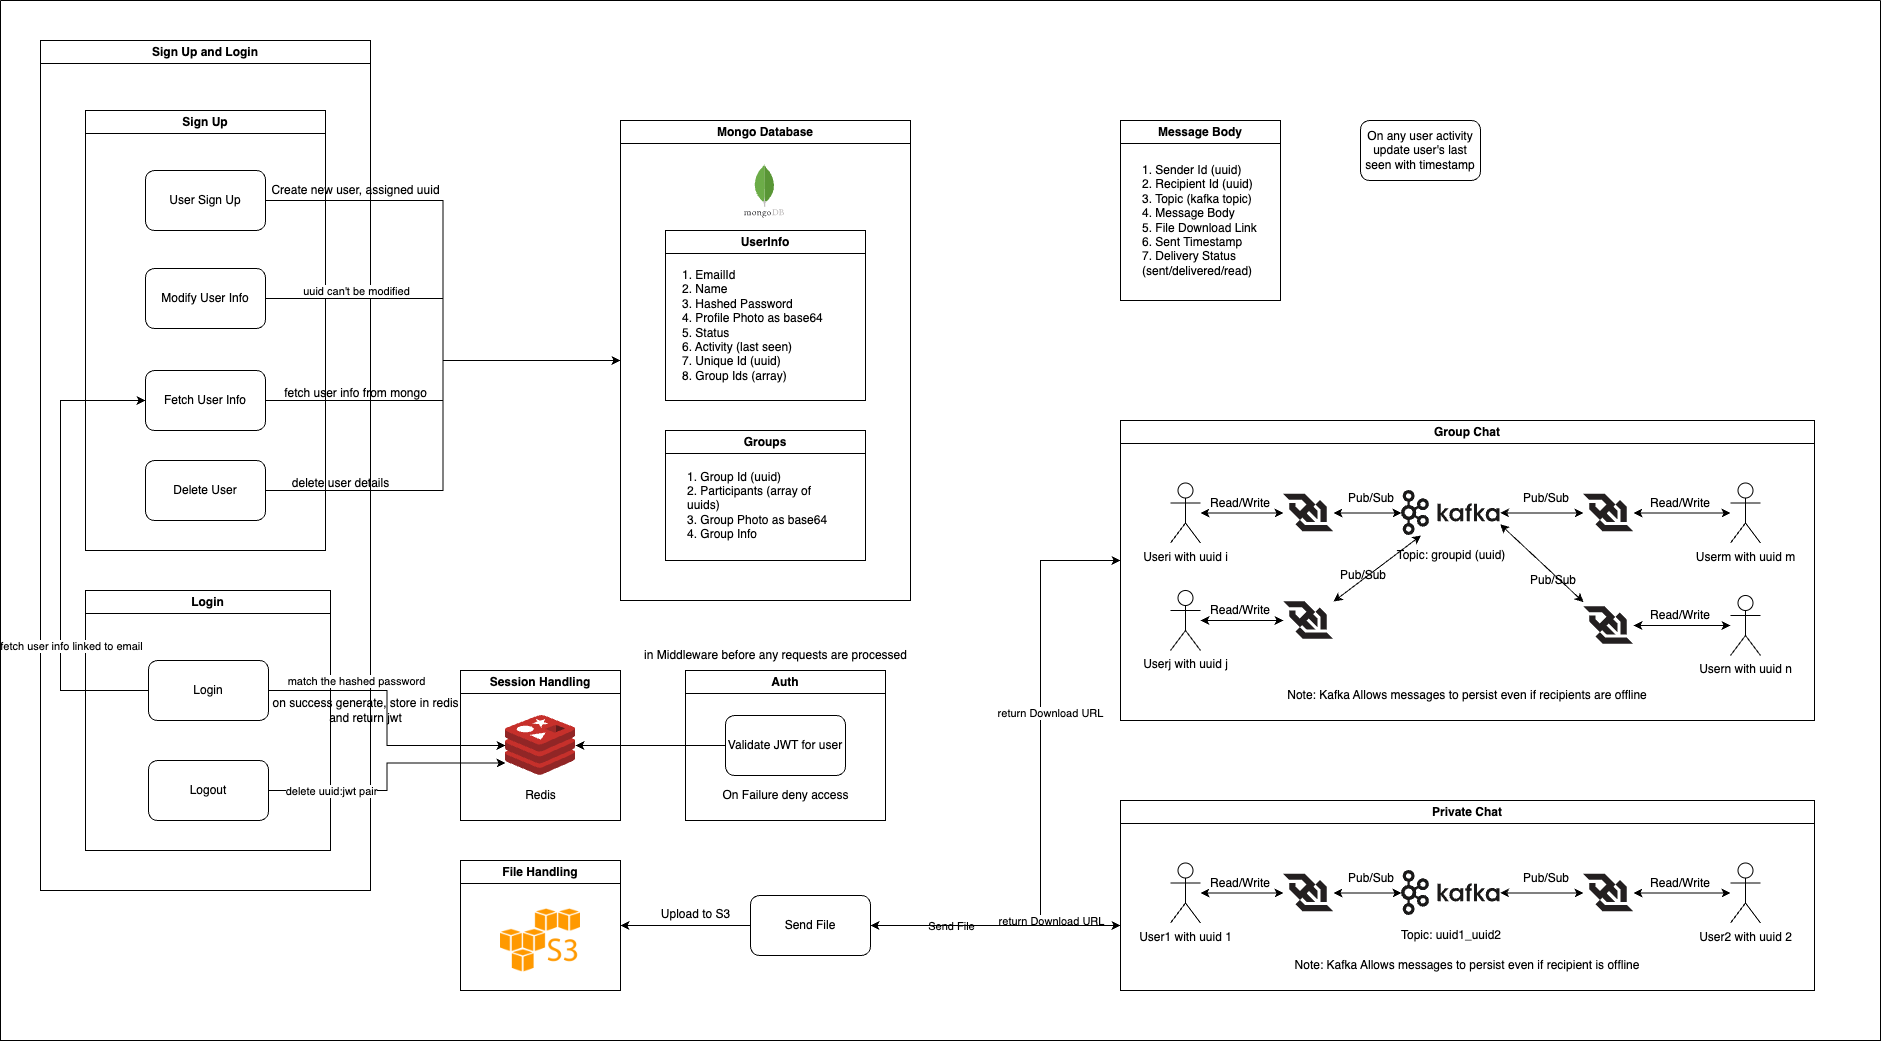 Sign Up and Login
Sign Up
User Sign Up
Create new user, assigned uuid
Modify User Info
uuid can't be modified
Fetch User Info
fetch user info from mongo
Delete User
delete user details
Login
fetch user info linked to email
Login
match the hashed password
on success generate, store in redis
and return jwt
Logout
delete uuid:jwt pair
Mongo Database
mongoDB
UserInfo
1. EmailId
2. Name
3. Hashed Password
4. Profile Photo as base64
5. Status
6. Activity (last seen)
7. Unique Id (uuid)
8. Group Ids (array)
Groups
1. Group Id (uuid)
2. Participants (array of
uuids)
3. Group Photo as base64
4. Group Info
Session Handling
Redis
in Middleware before any requests are processed
Auth
Validate JWT for user
On Failure deny access
File Handling
S3
Upload to S3
Send File
Send File
return Download URL
return Download URL
Message Body
1. Sender Id (uuid)
2. Recipient Id (uuid)
3. Topic (kafka topic)
4. Message Body
5. File Download Link
6. Sent Timestamp
7. Delivery Status
(sent/delivered/read)
On any user activity
update user's last
seen with timestamp
Group Chat
Read/Write
Pub/Sub
kafka
Pub/Sub
Read/Write
Useri with uuid i
Topic: groupid (uuid)
Userm with uuid m
Pub/Sub
Pub/Sub
Read/Write
Read/Write
Userj with uuid j
Usern with uuid n
Note: Kafka Allows messages to persist even if recipients are offline
Private Chat
Read/Write
Pub/Sub
kafka
Pub/Sub
Read/Write
User1 with uuid 1
Topic: uuid1_uuid2
User2 with uuid 2
Note: Kafka Allows messages to persist even if recipient is offline